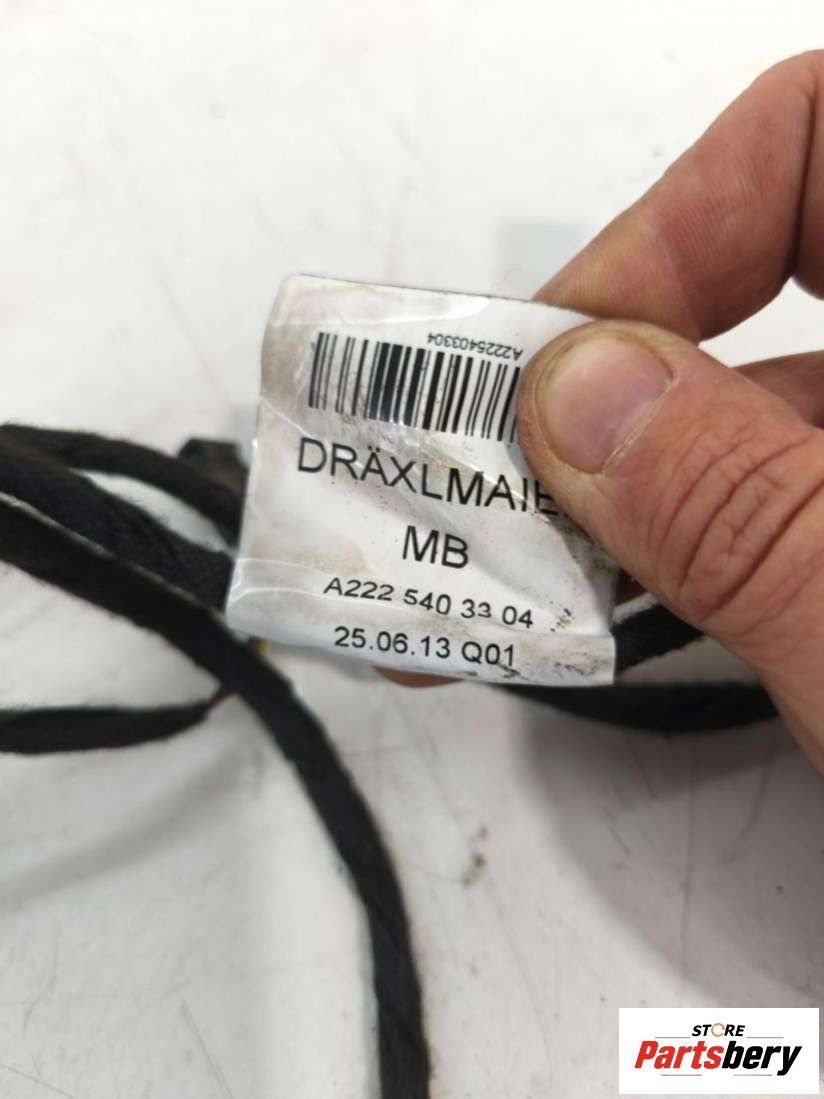 A2225403304
DRÄXLMAIE
MB
A222 540 33 04
25.06.13 Q01
STORE
Partsbery